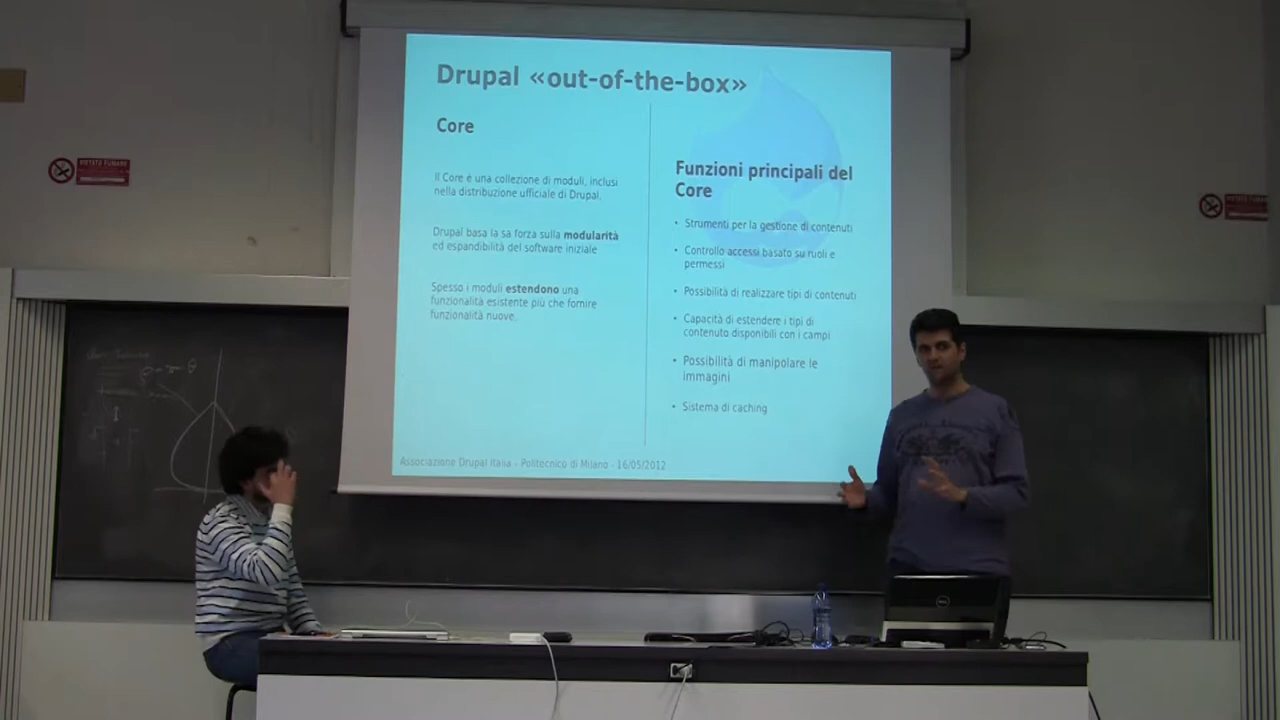 Drupal «out-of-the-box»
Core
Il Core è una collezione di moduli, inclusi
nella distribuzione ufficiale di Drupal.
Drupal basa la sa forza sulla modularità
ed espandibilità del software iniziale
Spesso i moduli estendono una
funzionalità esistente più che fornire
funzionalità nuove.
Funzioni principali del
Core
• Strumenti per la gestione di contenuti
• Controllo accessi basato su ruoli e
permessi
• Possibilità di realizzare tipi di contenuti
• Capacità di estendere i tipi di
contenuto disponibili con i campi
• Possibilità di manipolare le
immagini
• Sistema di caching
Associazione Drupal Italia - Politecnico di Milano - 16/05/2012
VIETATO FUMARE
DELL